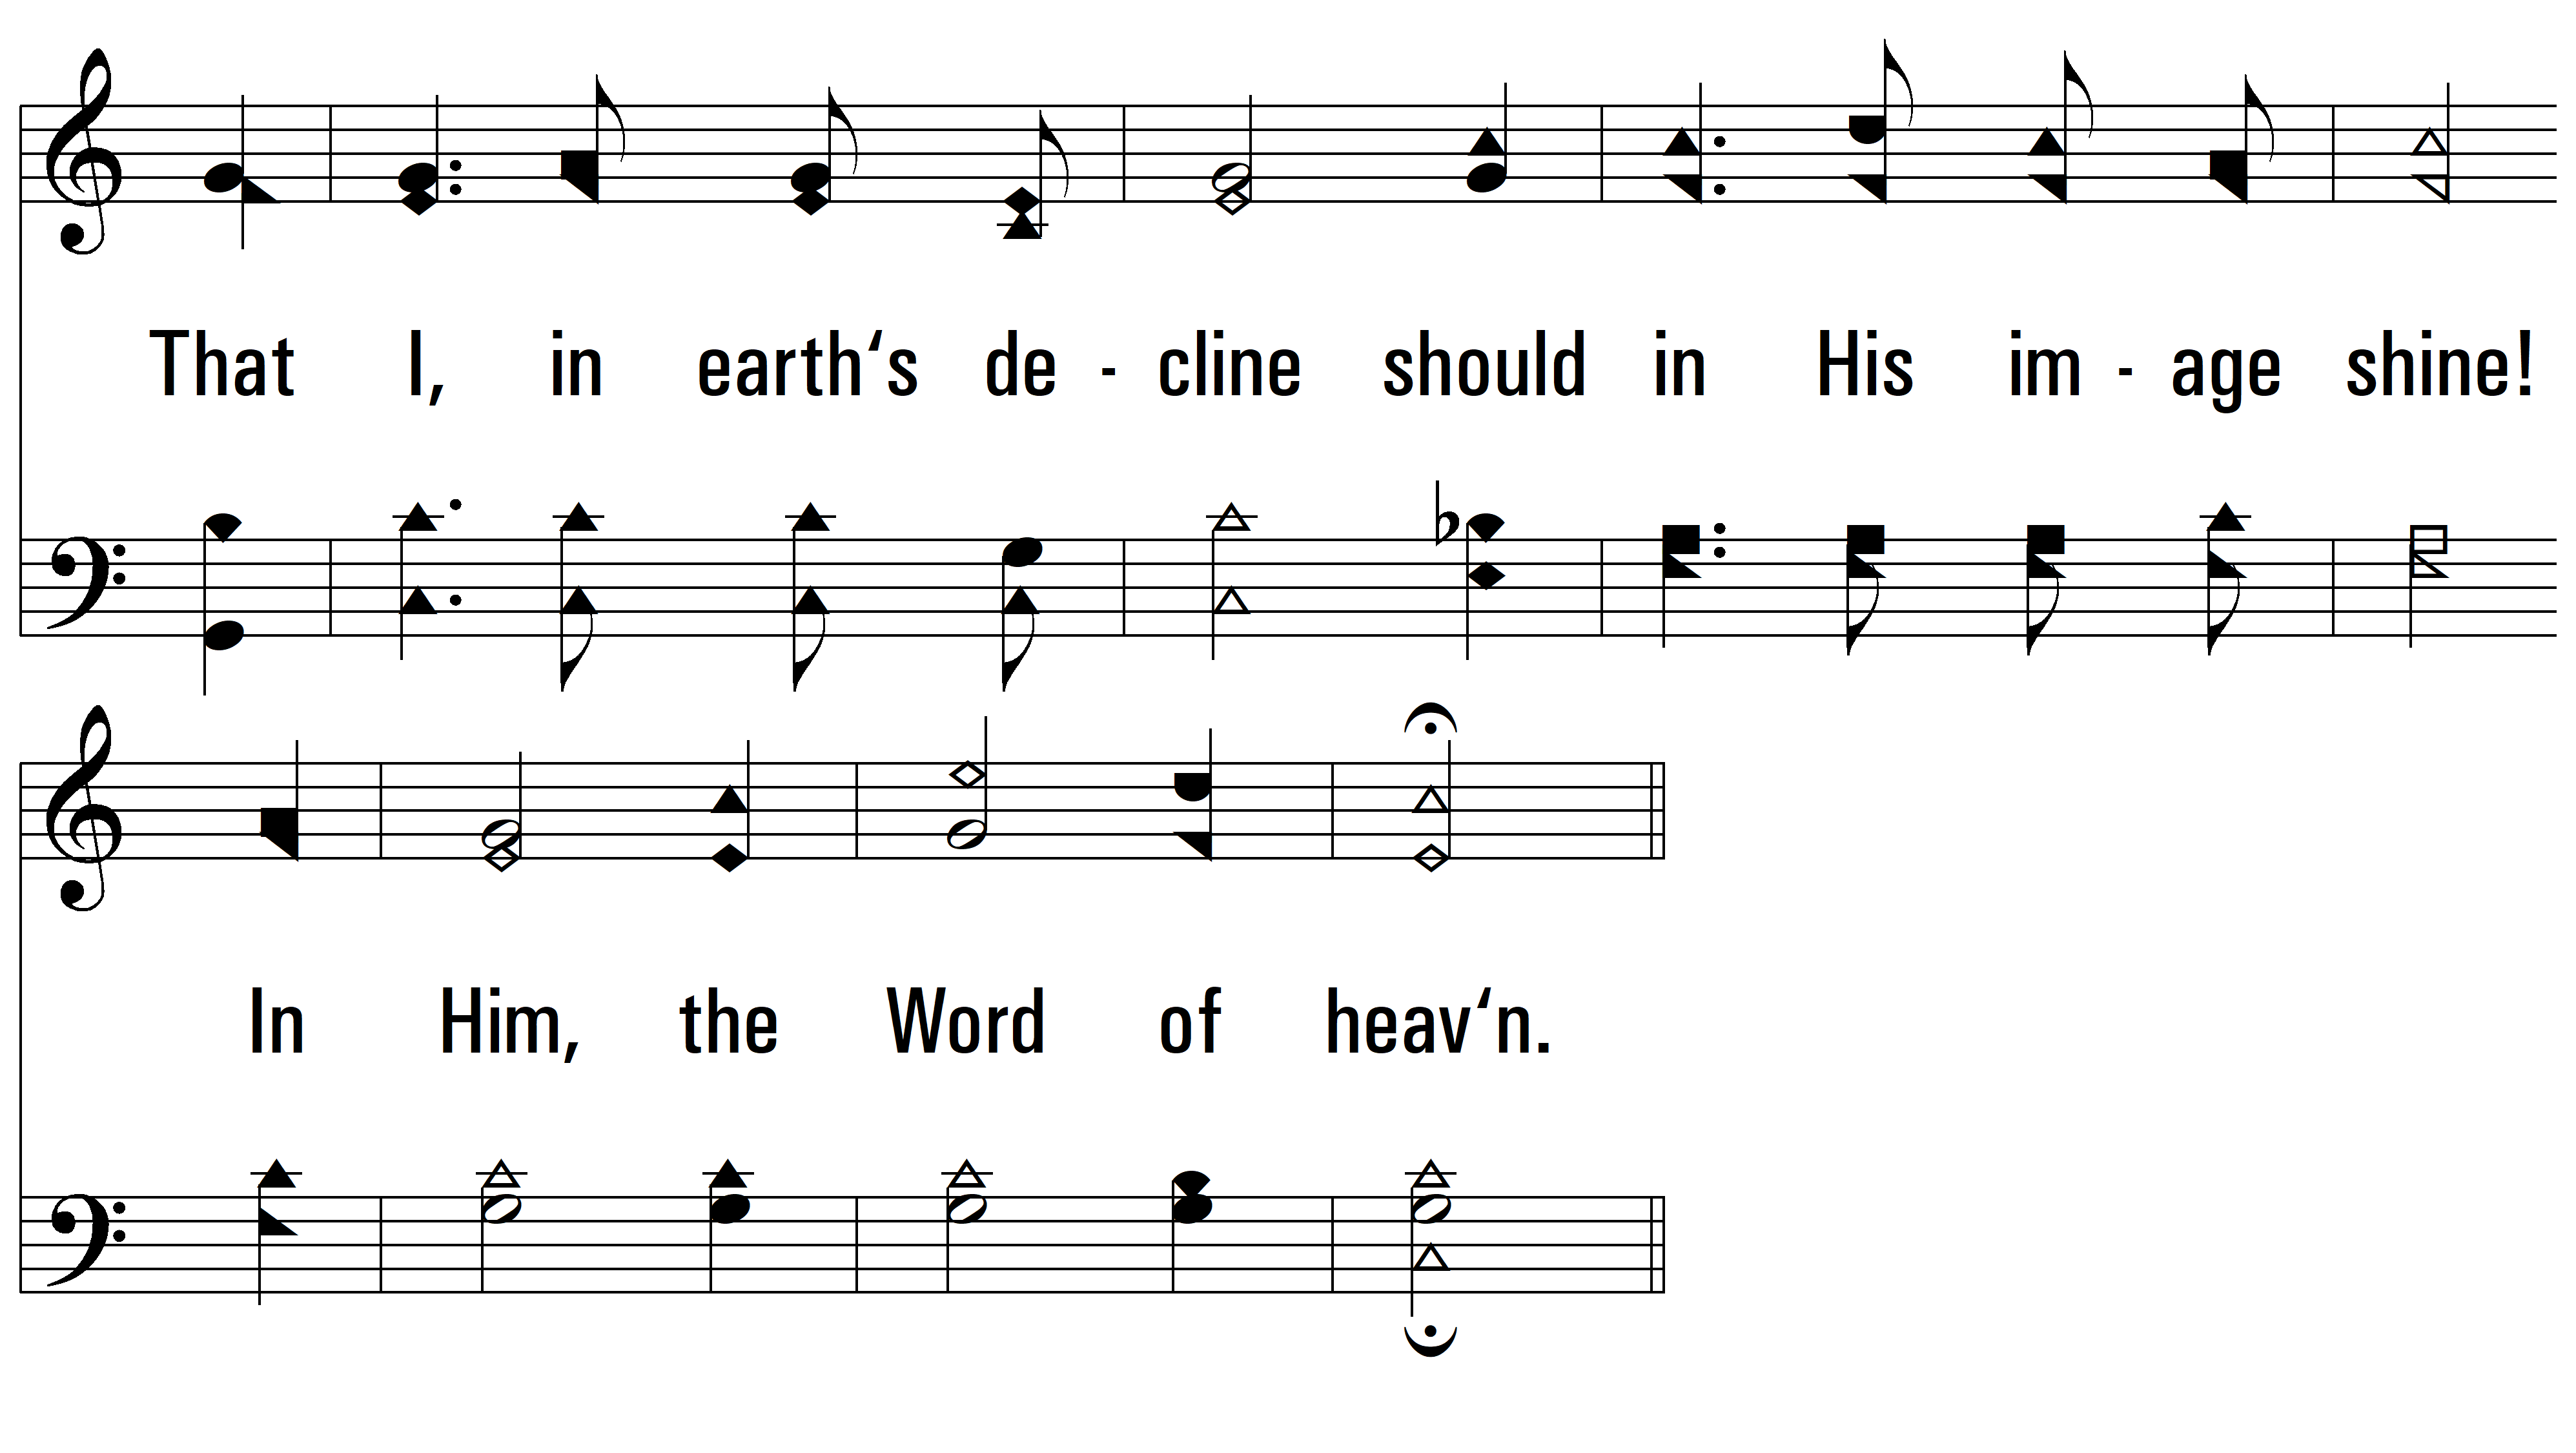 That I, in earth‘s de - cline should in His im - age shine!
In Him, the Word of heav‘n.